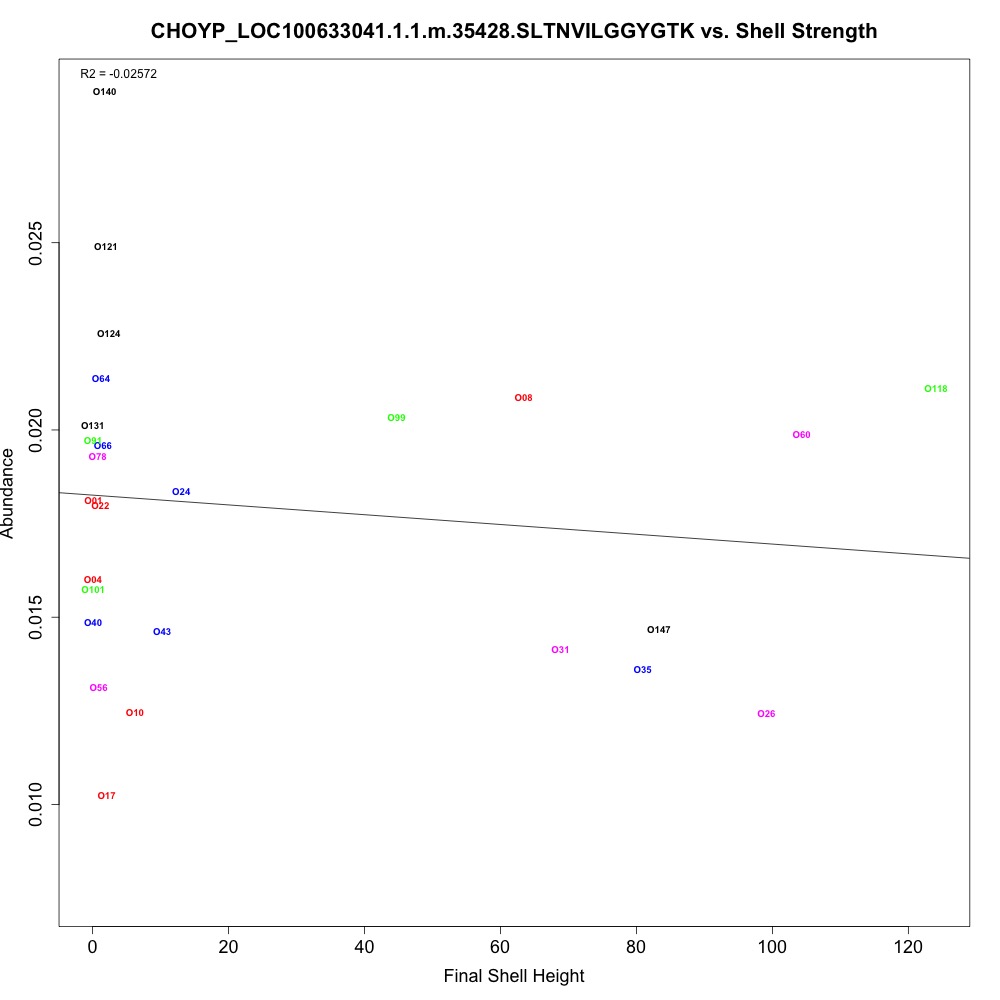 CHOYP_LOC100633041.1.1.m.35428.SLTNVILGGYGTK vs. Shell Strength
R2 = -0.02572
O140
O121
0.025
O124
O64
O118
O08
O99
O131
0.020
O60
O91
O66
O78
O24
O01
O22
Abundance
O04
O101
O40
0.015
O43
O147
O31
O35
O56
O10
O26
O17
0.010
0 20 40 60 80 100 120
Final Shell Height